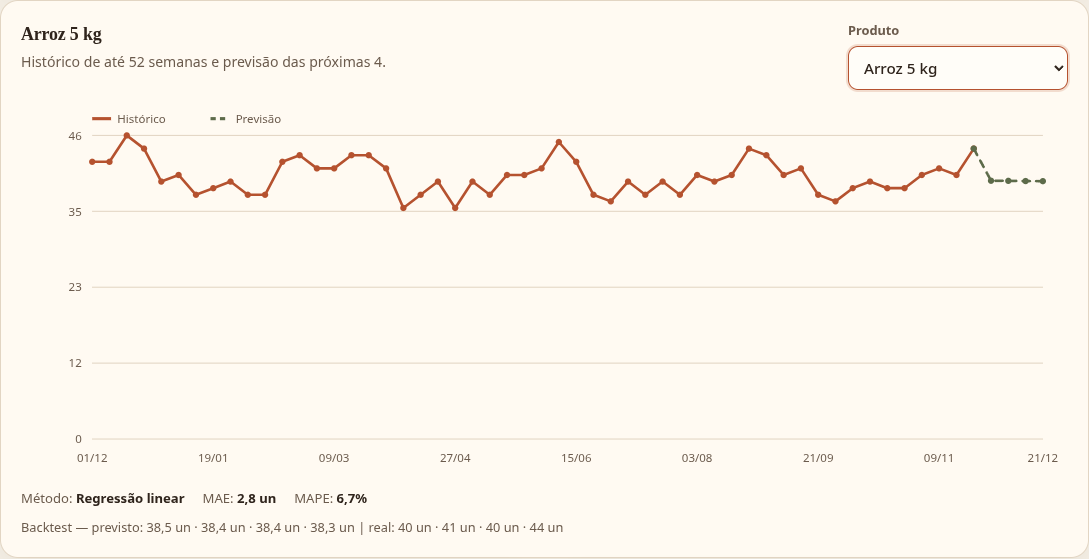 Arroz 5 kg
Histórico de até 52 semanas e previsão das próximas 4.
Produto
Arroz 5 kg
Histórico
Previsão
46
35
23
12
0
01/12
19/01
09/03
27/04
15/06
03/08
21/09
09/11
21/12
Método: Regressão linear MAE: 2,8 un MAPE: 6,7%
Backtest — previsto: 38,5 un · 38,4 un · 38,4 un · 38,3 un | real: 40 un · 41 un · 40 un · 44 un